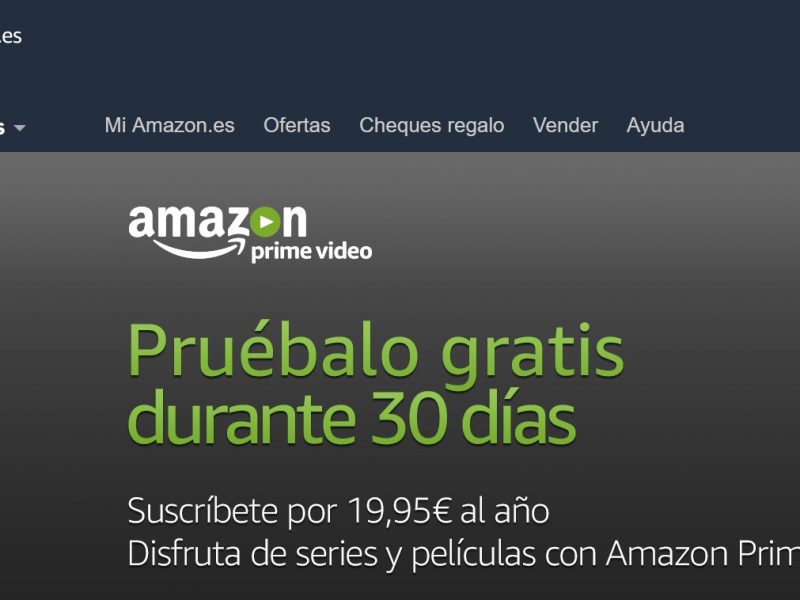 .es
s
Mi Amazon.es Ofertas Cheques regalo Vender Ayuda
amazon
prime video
Pruébalo gratis
durante 30 días
Suscríbete por 19,95€ al año
Disfruta de series y películas con Amazon Prim